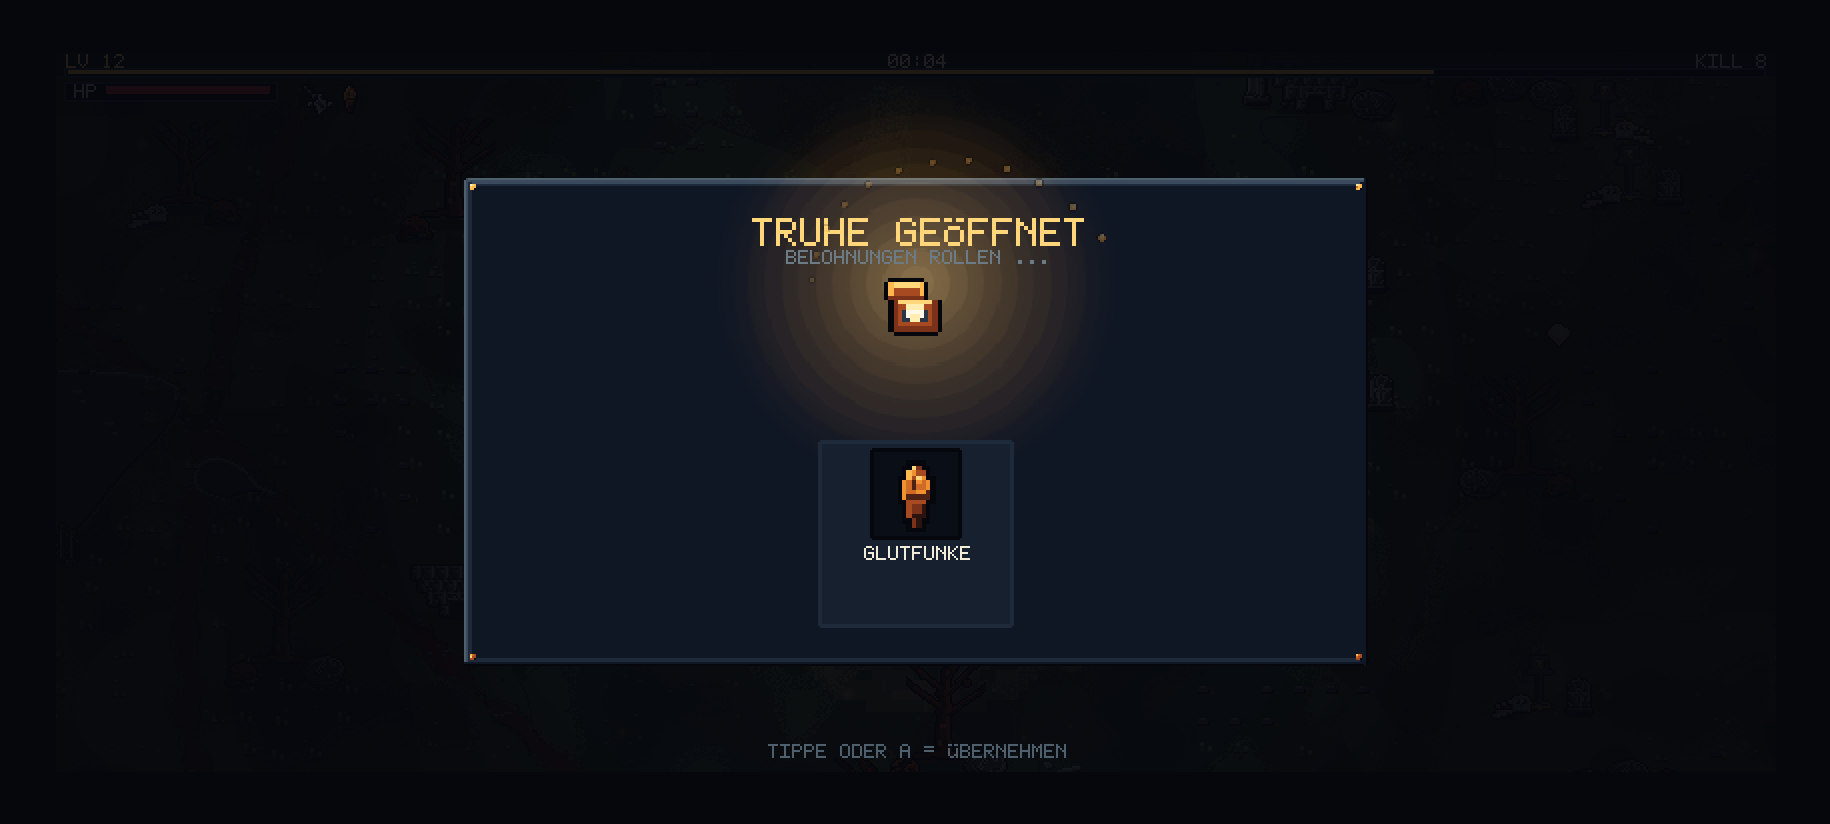 LV 12
00:04
KILL 8
HP
TRUHE GEöFFNET
BELOHNUNGEN ROLLEN ...
GLUTFUNKE
TIPPE ODER A = üBERNEHMEN